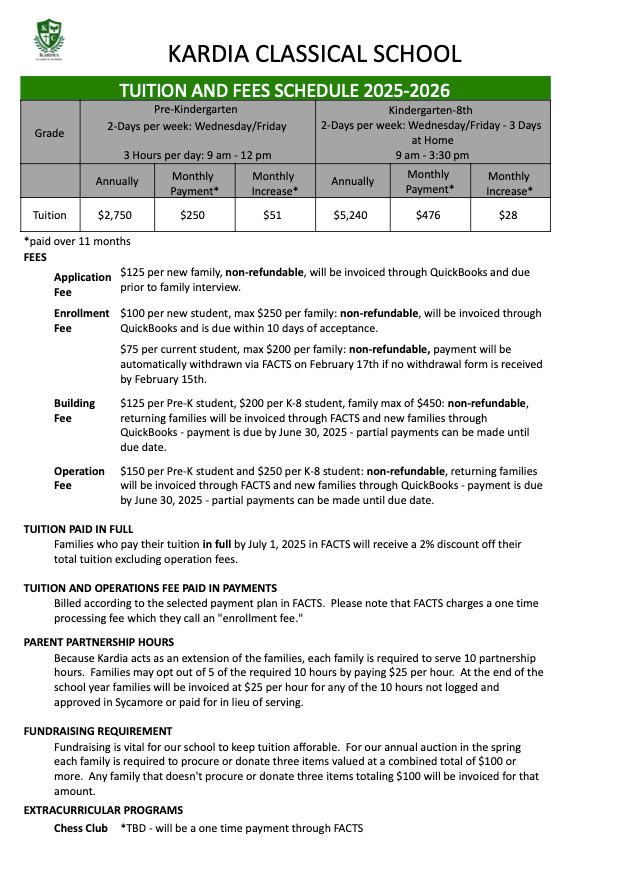 KARDIA
KARDIA CLASSICAL SCHOOL
TUITION AND FEES SCHEDULE 2025-2026
Grade
Pre-Kindergarten
2-Days per week: Wednesday/Friday
3 Hours per day: 9 am - 12 pm
Kindergarten-8th
2-Days per week: Wednesday/Friday - 3 Days
at Home
9 am - 3:30 pm
Annually Monthly Payment* Monthly Increase* Annually Monthly Payment* Monthly Increase*
Tuition $2,750 $250 $51 $5,240 $476 $28
*paid over 11 months
FEES
Application Fee
$125 per new family, non-refundable, will be invoiced through QuickBooks and due
prior to family interview.
Enrollment Fee
$100 per new student, max $250 per family: non-refundable, will be invoiced through
QuickBooks and is due within 10 days of acceptance.
$75 per current student, max $200 per family: non-refundable, payment will be
automatically withdrawn via FACTS on February 17th if no withdrawal form is received
by February 15th.
Building Fee
$125 per Pre-K student, $200 per K-8 student, family max of $450: non-refundable,
returning families will be invoiced through FACTS and new families through
QuickBooks - payment is due by June 30, 2025 - partial payments can be made until
due date.
Operation Fee
$150 per Pre-K student and $250 per K-8 student: non-refundable, returning families
will be invoiced through FACTS and new families through QuickBooks - payment is due
by June 30, 2025 - partial payments can be made until due date.
TUITION PAID IN FULL
Families who pay their tuition in full by July 1, 2025 in FACTS will receive a 2% discount off their
total tuition excluding operation fees.
TUITION AND OPERATIONS FEE PAID IN PAYMENTS
Billed according to the selected payment plan in FACTS. Please note that FACTS charges a one time
processing fee which they call an "enrollment fee."
PARENT PARTNERSHIP HOURS
Because Kardia acts as an extension of the families, each family is required to serve 10 partnership
hours. Families may opt out of 5 of the required 10 hours by paying $25 per hour. At the end of the
school year families will be invoiced at $25 per hour for any of the 10 hours not logged and
approved in Sycamore or paid for in lieu of serving.
FUNDRAISING REQUIREMENT
Fundraising is vital for our school to keep tuition afforable. For our annual auction in the spring
each family is required to procure or donate three items valued at a combined total of $100 or
more. Any family that doesn't procure or donate three items totaling $100 will be invoiced for that
amount.
EXTRACURRICULAR PROGRAMS
Chess Club *TBD - will be a one time payment through FACTS